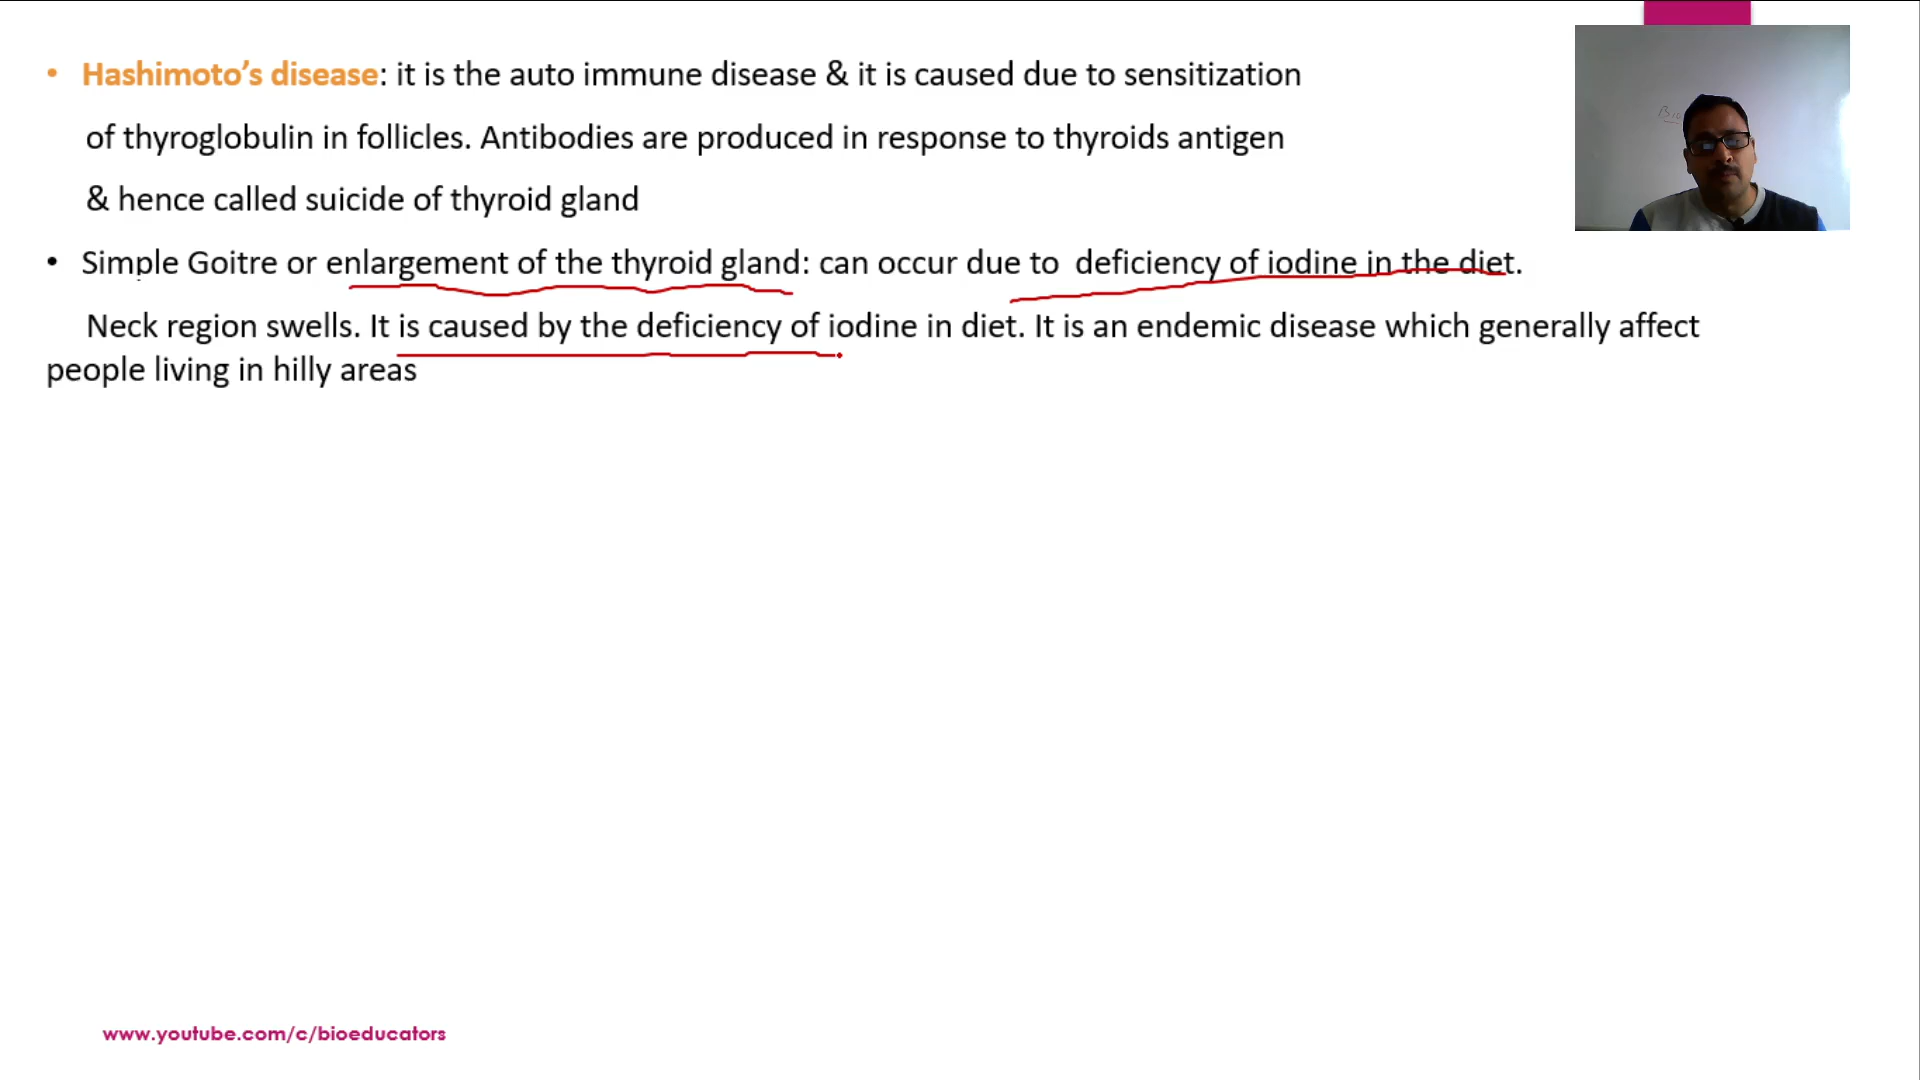 • Hashimoto’s disease: it is the auto immune disease & it is caused due to sensitization
of thyroglobulin in follicles. Antibodies are produced in response to thyroids antigen
& hence called suicide of thyroid gland
• Simple Goitre or enlargement of the thyroid gland: can occur due to deficiency of iodine in the diet.
Neck region swells. It is caused by the deficiency of iodine in diet. It is an endemic disease which generally affect
people living in hilly areas
www.youtube.com/c/bioeducators